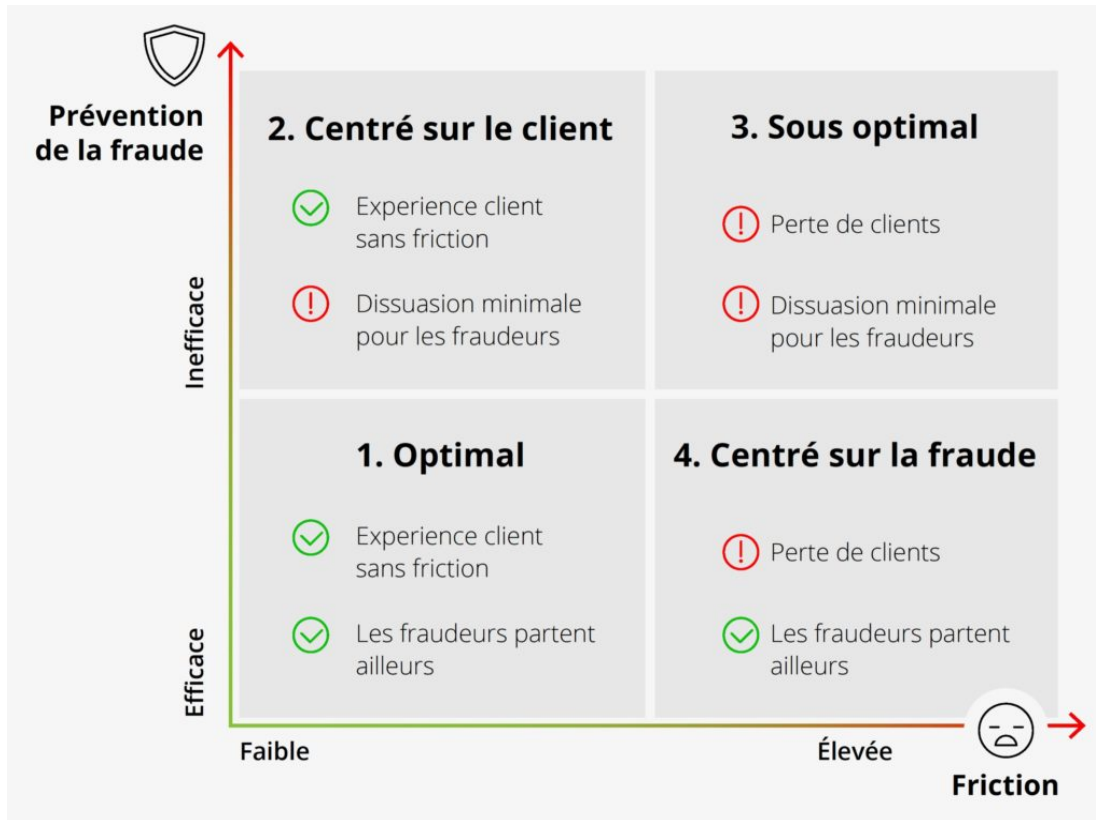 Prévention
de la fraude
Inefficace
Efficace
2. Centré sur le client
Experience client
sans friction
Dissuasion minimale
pour les fraudeurs
3. Sous optimal
Perte de clients
Dissuasion minimale
pour les fraudeurs
1. Optimal
Experience client
sans friction
Les fraudeurs partent
ailleurs
4. Centré sur la fraude
Perte de clients
Les fraudeurs partent
ailleurs
Faible
Élevée
Friction